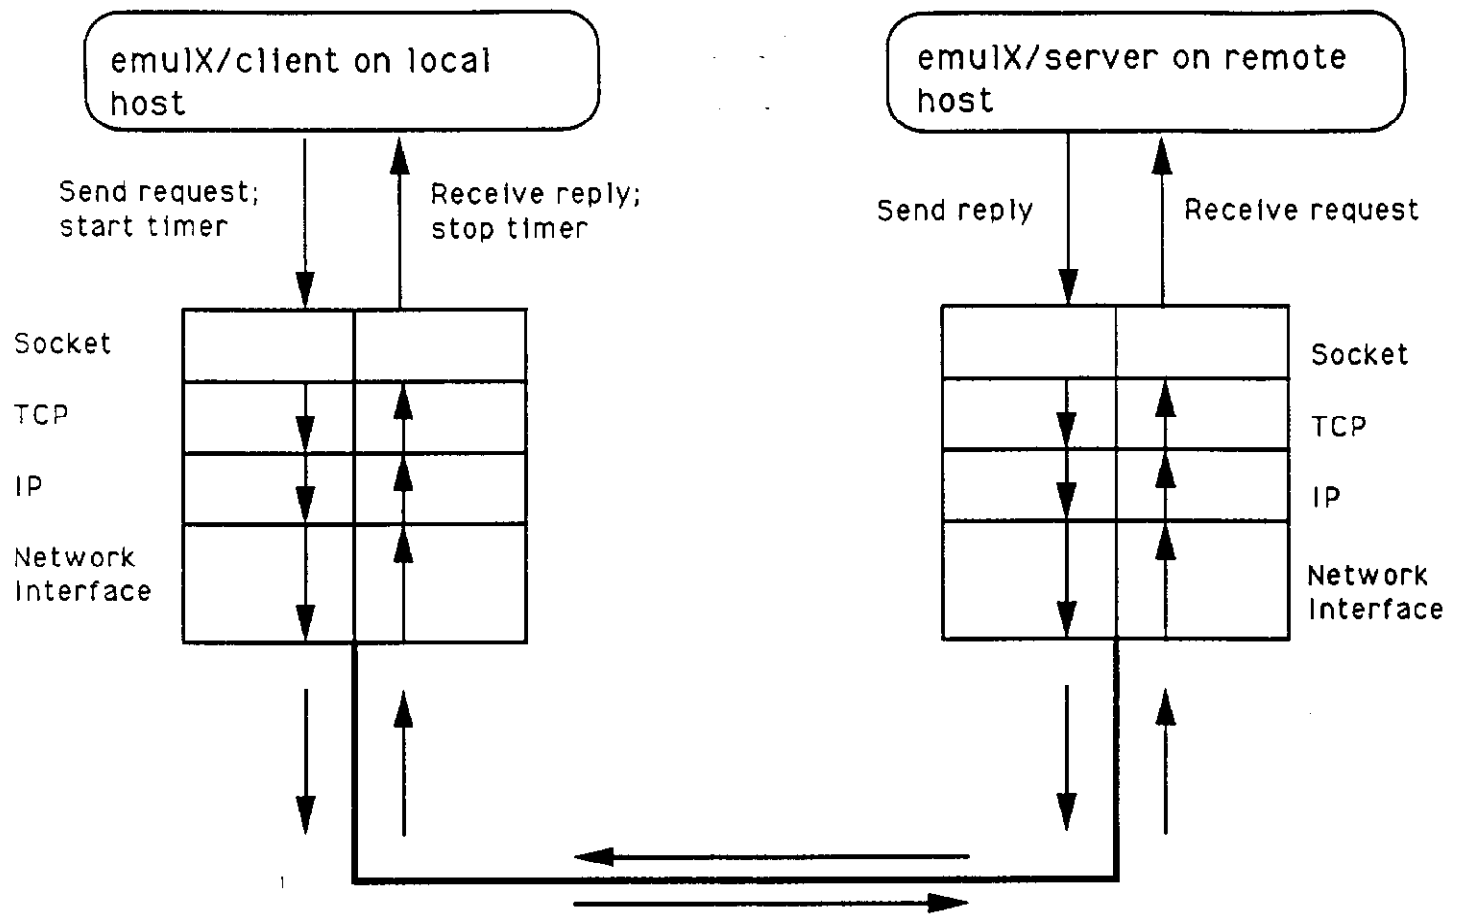 emulX/client on local
host
emulX/server on remote
host
Send request;
start timer
Receive reply;
stop timer
Send reply
Receive request
Socket
TCP
IP
Network
Interface
Socket
TCP
IP
Network
Interface